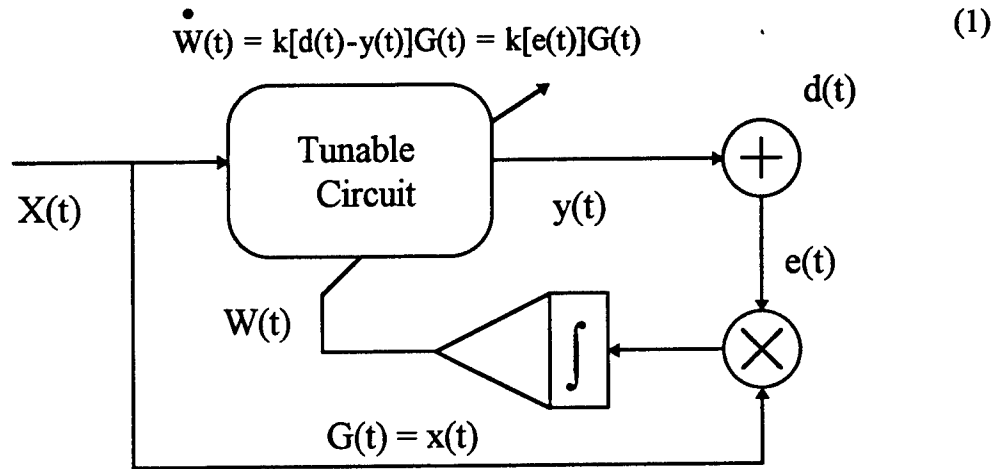 (1)
Ẇ(t) = k[d(t)-y(t)]G(t) = k[e(t)]G(t)
d(t)
Tunable
Circuit
X(t)
y(t)
e(t)
W(t)
∫
G(t) = x(t)